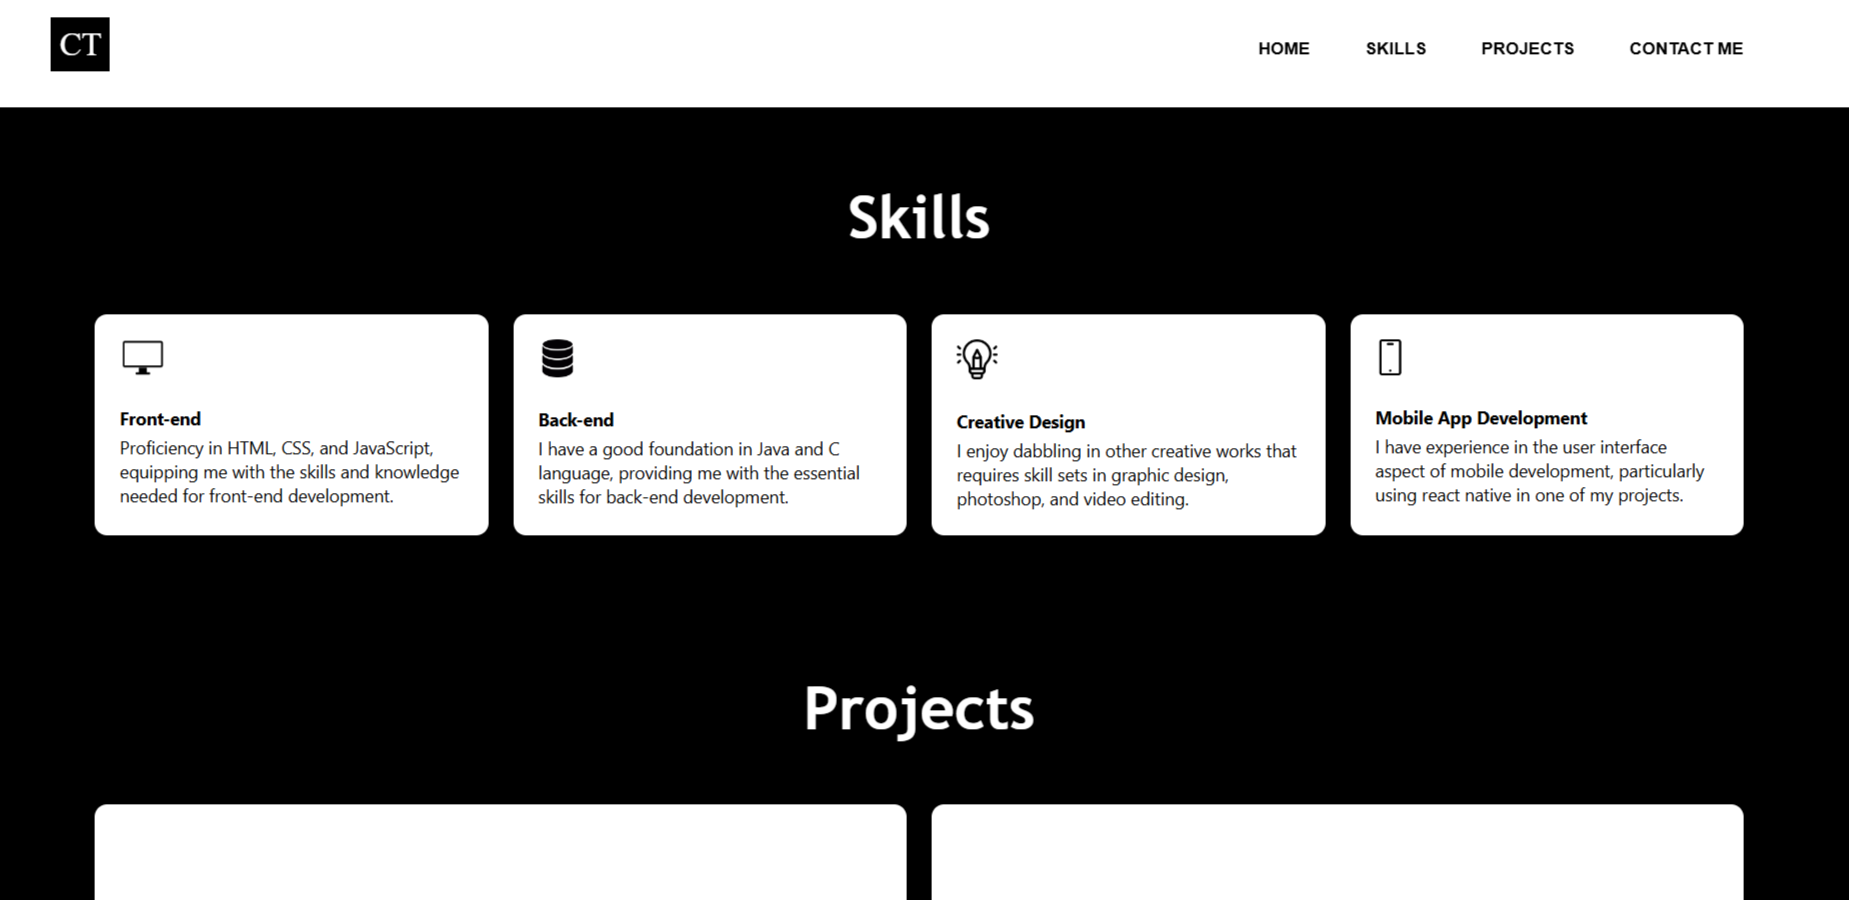 CT
HOME SKILLS PROJECTS CONTACT ME
Skills
Front-end
Proficiency in HTML, CSS, and JavaScript,
equipping me with the skills and knowledge
needed for front-end development.
Back-end
I have a good foundation in Java and C
language, providing me with the essential
skills for back-end development.
Creative Design
I enjoy dabbling in other creative works that
requires skill sets in graphic design,
photoshop, and video editing.
Mobile App Development
I have experience in the user interface
aspect of mobile development, particularly
using react native in one of my projects.
Projects